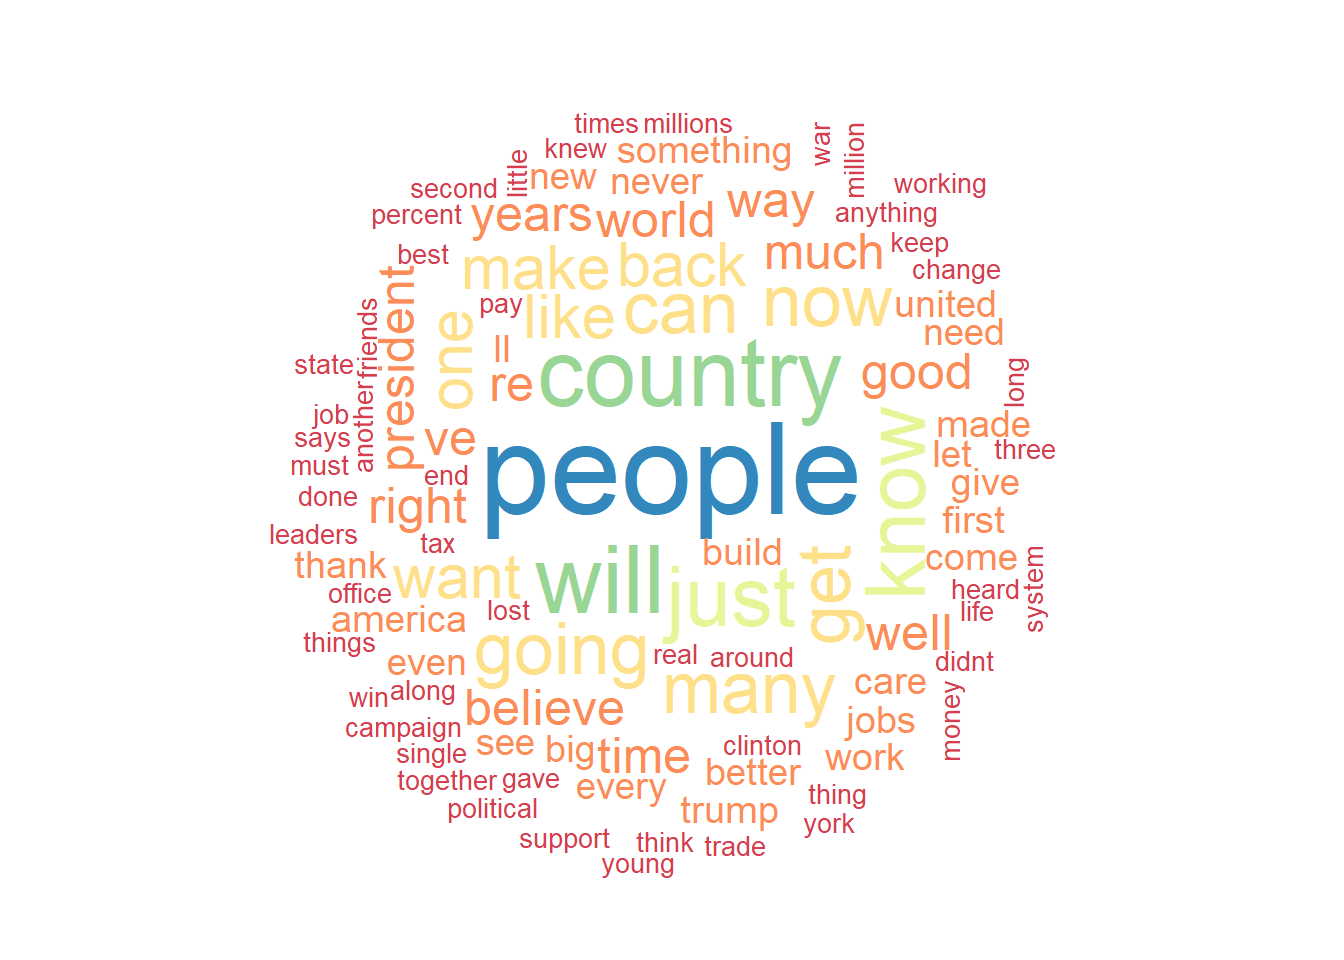 times millions
knew something war million
second little new never working
percent years world way anything
best make back much keep
change
president friends pay like can now united
one need
state ll
re country good long
job another made
says ve let three
must people know
end give
done right
first
leaders tax build come
thank want will just get system
office heard
america lost life
things well
even going real around didnt
win along many care
campaign believe jobs money
single see big time clinton work
together gave every better
political trump thing
york
support think trade
young